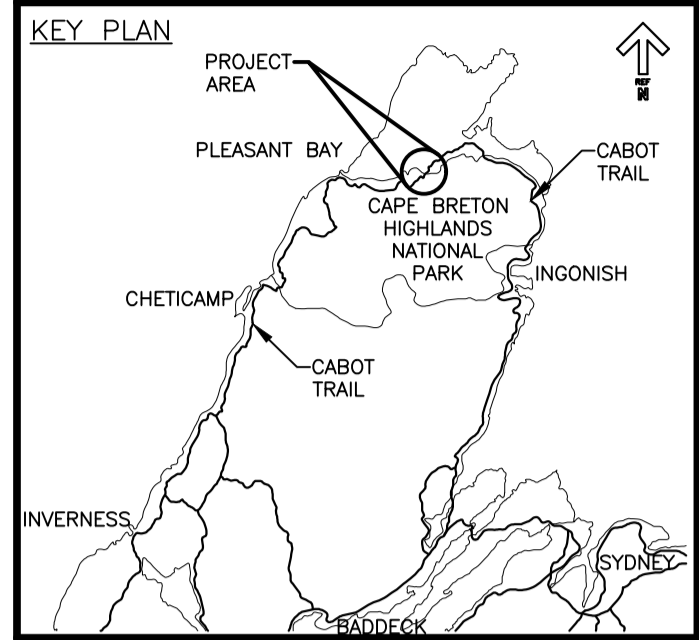 KEY PLAN
PROJECT
AREA
REF
N
PLEASANT BAY
CABOT
TRAIL
CAPE BRETON
HIGHLANDS
NATIONAL
PARK
INGONISH
CHETICAMP
CABOT
TRAIL
INVERNESS
SYDNEY
BADDECK